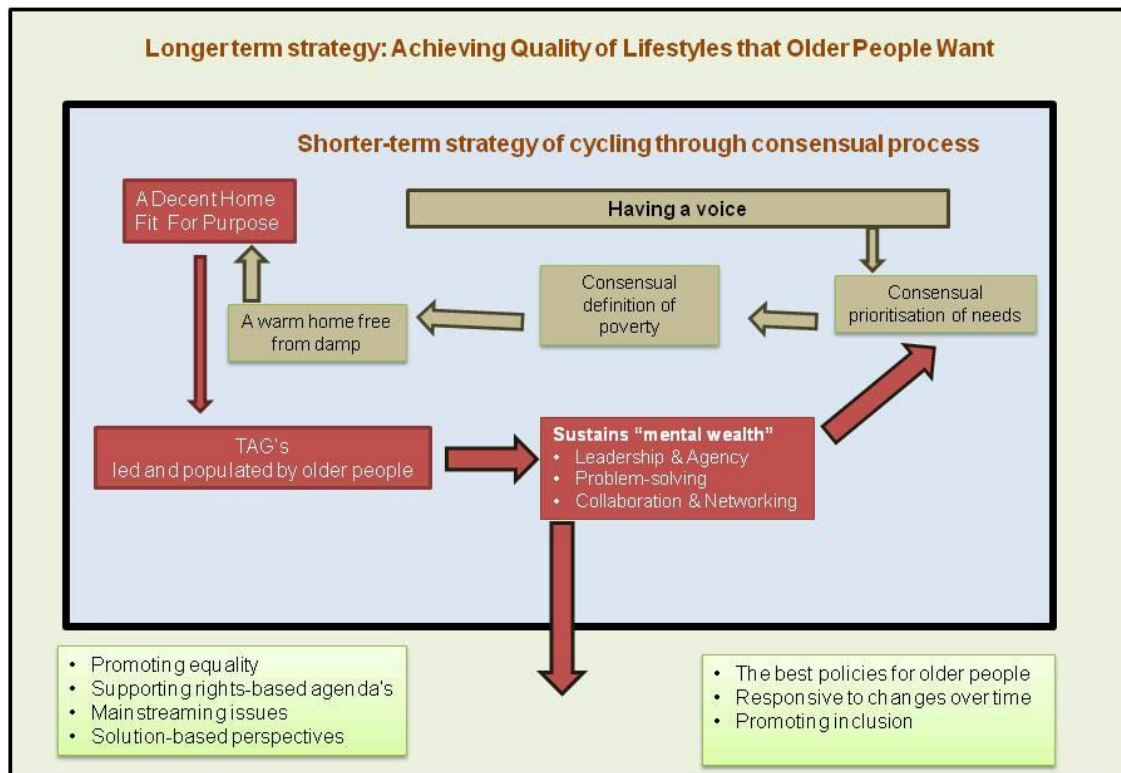 Longer term strategy: Achieving Quality of Lifestyles that Older People Want
Shorter-term strategy of cycling through consensual process
A Decent Home
Fit For Purpose
Having a voice
Consensual
definition of
poverty
Consensual
prioritisation of needs
A warm home free
from damp
TAG's
led and populated by older people
Sustains "mental wealth"
• Leadership & Agency
• Problem-solving
• Collaboration & Networking
• Promoting equality
• Supporting rights-based agenda's
• Mainstreaming issues
• Solution-based perspectives
• The best policies for older people
• Responsive to changes over time
• Promoting inclusion